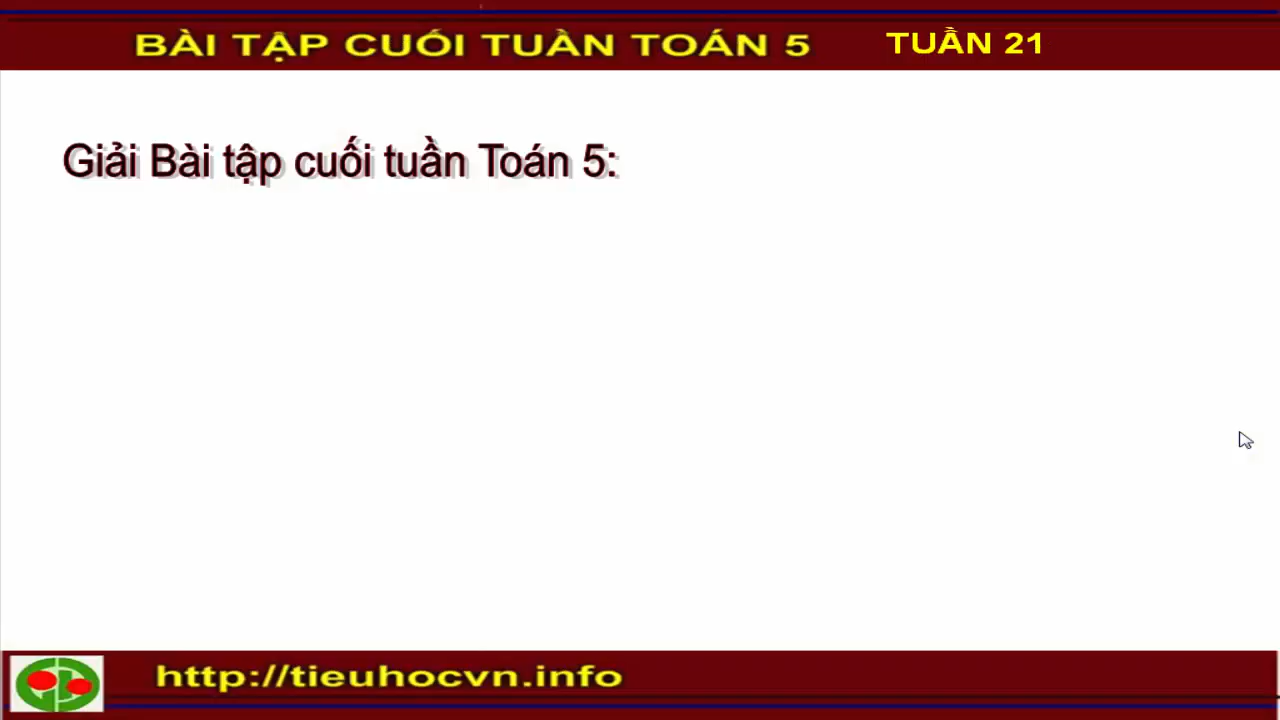 BÀI TẬP CUỐI TUẦN TOÁN 5 TUẦN 21
Giải Bài tập cuối tuần Toán 5:
http://tieuhocvn.info